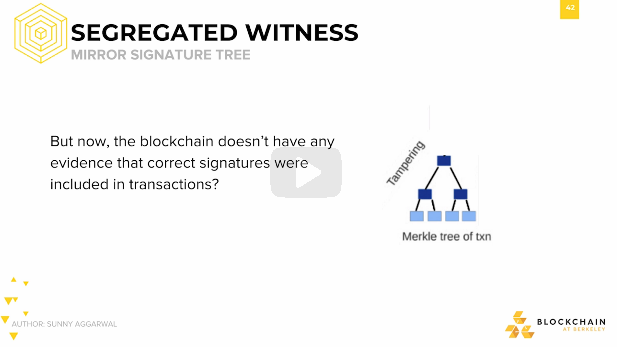 42
SEGREGATED WITNESS
MIRROR SIGNATURE TREE
But now, the blockchain doesn't have any
evidence that correct signatures were
included in transactions?
Tampering
Merkle tree of txn
AUTHOR: SUNNY AGGARWAL
BLOCKCHAIN
AT BERKELEY